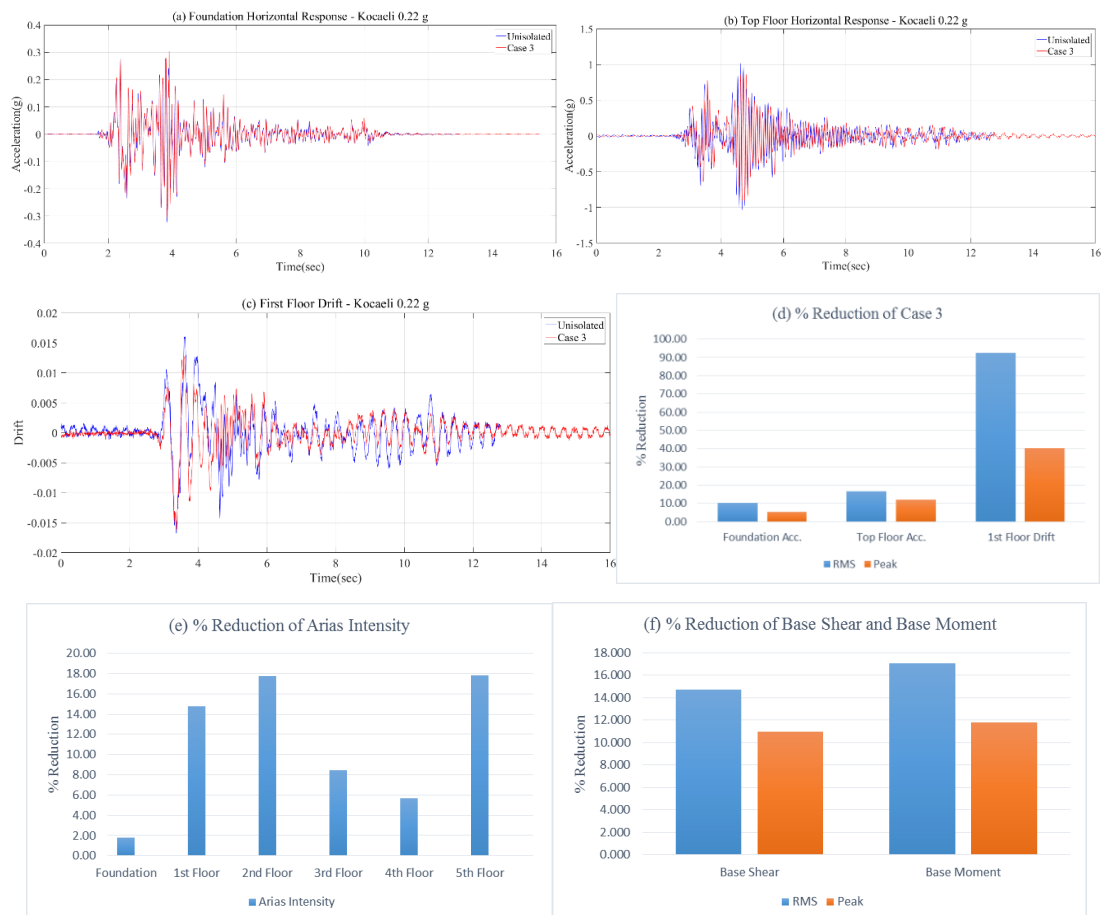 (a) Foundation Horizontal Response - Kocaeli 0.22 g
Unisolated
Case 3
0.4
0.3
0.2
0.1
0
-0.1
-0.2
-0.3
-0.4
Acceleration(g)
0 2 4 6 8 10 12 14 16
Time(sec)
(b) Top Floor Horizontal Response - Kocaeli 0.22 g
Unisolated
Case 3
1.5
1
0.5
0
-0.5
-1
-1.5
Acceleration(g)
0 2 4 6 8 10 12 14 16
Time(sec)
(c) First Floor Drift - Kocaeli 0.22 g
Unisolated
Case 3
0.02
0.015
0.01
0.005
0
-0.005
-0.01
-0.015
-0.02
Drift
0 2 4 6 8 10 12 14 16
Time(sec)
(d) % Reduction of Case 3
100.00
90.00
80.00
70.00
60.00
50.00
40.00
30.00
20.00
10.00
0.00
% Reduction
Foundation Acc. Top Floor Acc. 1st Floor Drift
RMS Peak
(e) % Reduction of Arias Intensity
20.00
18.00
16.00
14.00
12.00
10.00
8.00
6.00
4.00
2.00
0.00
% Reduction
Foundation 1st Floor 2nd Floor 3rd Floor 4th Floor 5th Floor
Arias Intensity
(f) % Reduction of Base Shear and Base Moment
18.000
16.000
14.000
12.000
10.000
8.000
6.000
4.000
2.000
0.000
% Reduction
Base Shear Base Moment
RMS Peak